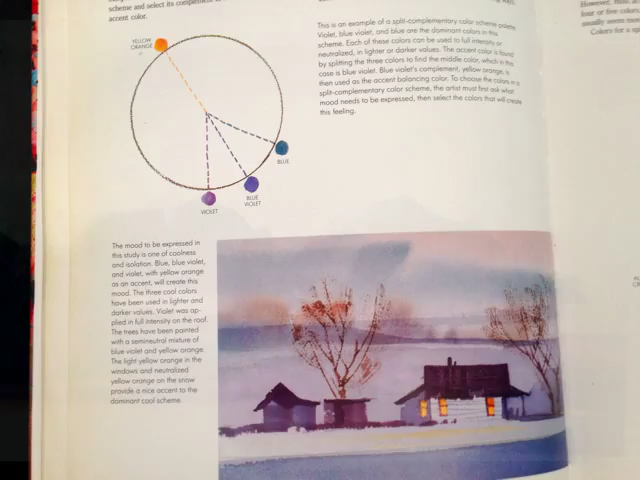 scheme and select its complement
accent color.
YELLOW
ORANGE
BLUE
BLUE
VIOLET
VIOLET
This is an example of a split-complementary color scheme palette.
Violet, blue violet, and blue are the dominant colors in this
scheme. Each of these colors can be used to full intensity or
neutralized, in lighter or darker values. The accent color is found
by splitting the three colors to find the middle color, which in this
case is blue violet. Blue violet's complement, yellow orange, is
then used as the accent balancing color. To choose the colors in a
split-complementary color scheme, the artist must first ask what
mood needs to be expressed, then select the colors that will create
this feeling.
The mood to be expressed in
this study is one of coolness
and isolation. Blue, blue violet,
and violet, with yellow orange
as an accent, will create this
mood. The three cool colors
have been used in lighter and
darker values. Violet was ap-
plied in full intensity on the roof.
The trees have been painted
with a semineutral mixture of
blue violet and yellow orange.
The light yellow orange in the
windows and neutralized
yellow orange on the snow
provide a nice accent to the
dominant cool scheme.
However,
four or five colors
usually seem
Colors for a